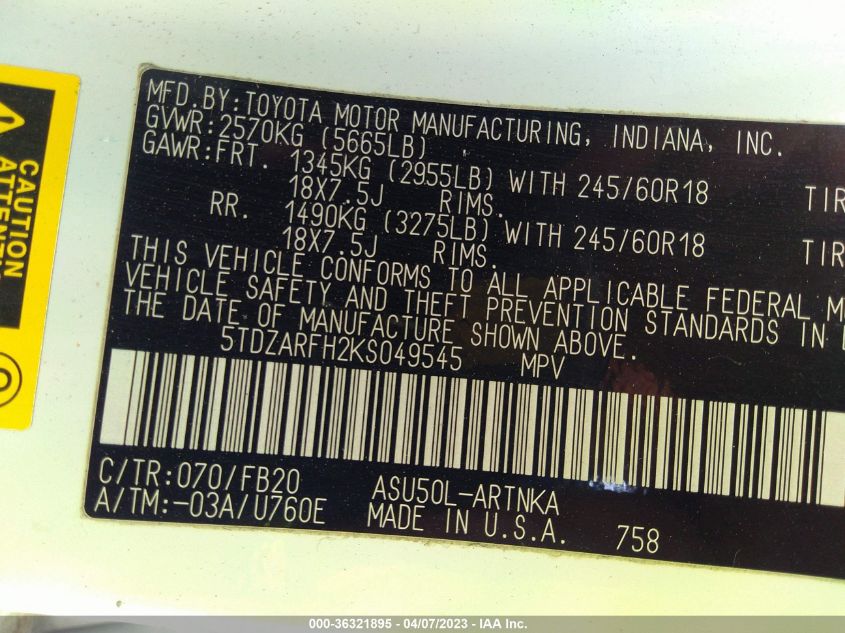 CAUTION
MFD.BY:TOYOTA MOTOR MANUFACTURING, INDIANA, INC.
GVWR:2570KG (5665LB)
GAWR:FRT. 1345KG (2955LB) WITH 245/60R18 TIR
18X7.5J RIMS.
RR. 1490KG (3275LB) WITH 245/60R18 TIR
18X7.5J RIMS.
THIS VEHICLE CONFORMS TO ALL APPLICABLE FEDERAL M
VEHICLE SAFETY AND THEFT PREVENTION STANDARDS IN E
THE DATE OF MANUFACTURE SHOWN ABOVE.
5TDZARFH2KS049545 MPV
C/TR:070/FB20 ASU50L-ARTNKA
A/TM:-03A/U760E MADE IN U.S.A. 758
000-36321895 - 04/07/2023 - IAA Inc.